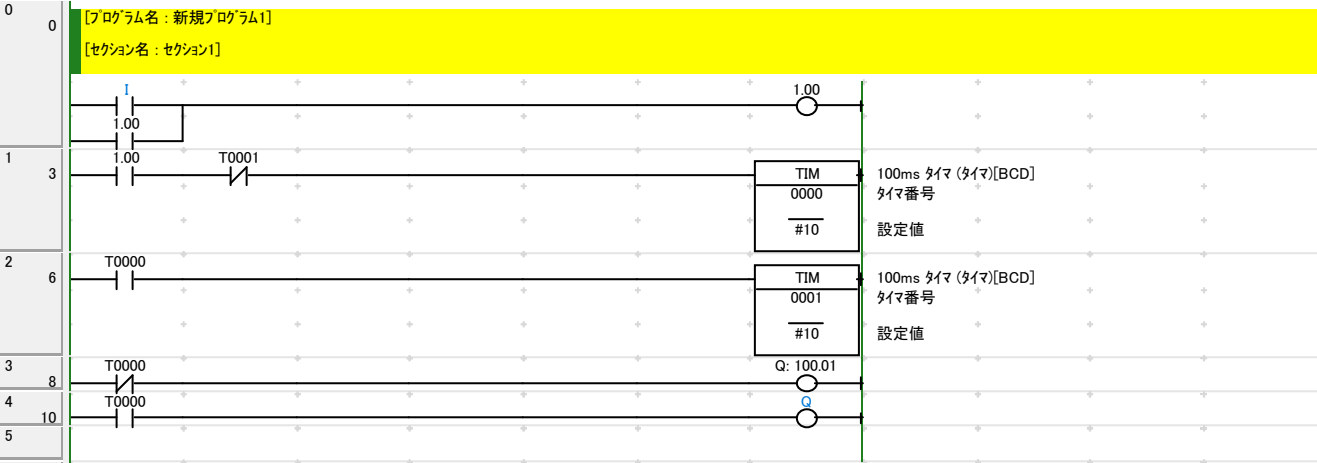 0
0
[ﾌﾟﾛｸﾞﾗﾑ名 : 新規ﾌﾟﾛｸﾞﾗﾑ1]
[ｾｸｼｮﾝ名 : ｾｸｼｮﾝ1]
I
1.00
1.00
1
3
1.00
T0001
TIM
100ms ﾀｲﾏ (ﾀｲﾏ)[BCD]
0000
ﾀｲﾏ番号
#10
設定値
2
6
T0000
TIM
100ms ﾀｲﾏ (ﾀｲﾏ)[BCD]
0001
ﾀｲﾏ番号
#10
設定値
3
8
T0000
Q: 100.01
4
10
T0000
Q
5